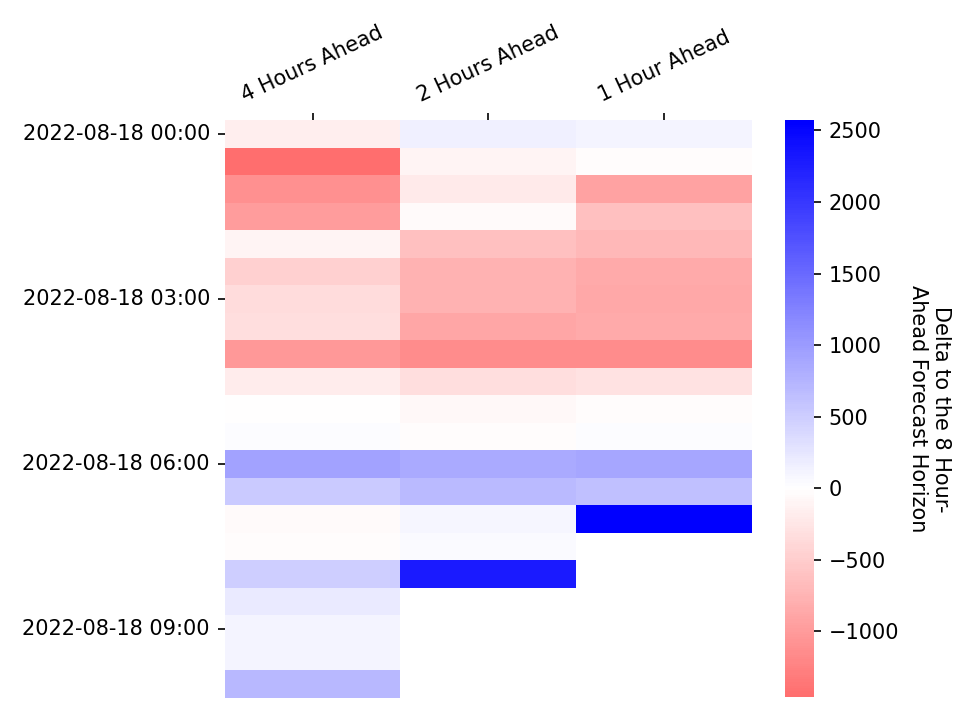 4 Hours Ahead
2 Hours Ahead
1 Hour Ahead
2022-08-18 00:00
2022-08-18 03:00
2022-08-18 06:00
2022-08-18 09:00
2500
2000
1500
1000
500
0
−500
−1000
Delta to the 8 Hour-
Ahead Forecast Horizon